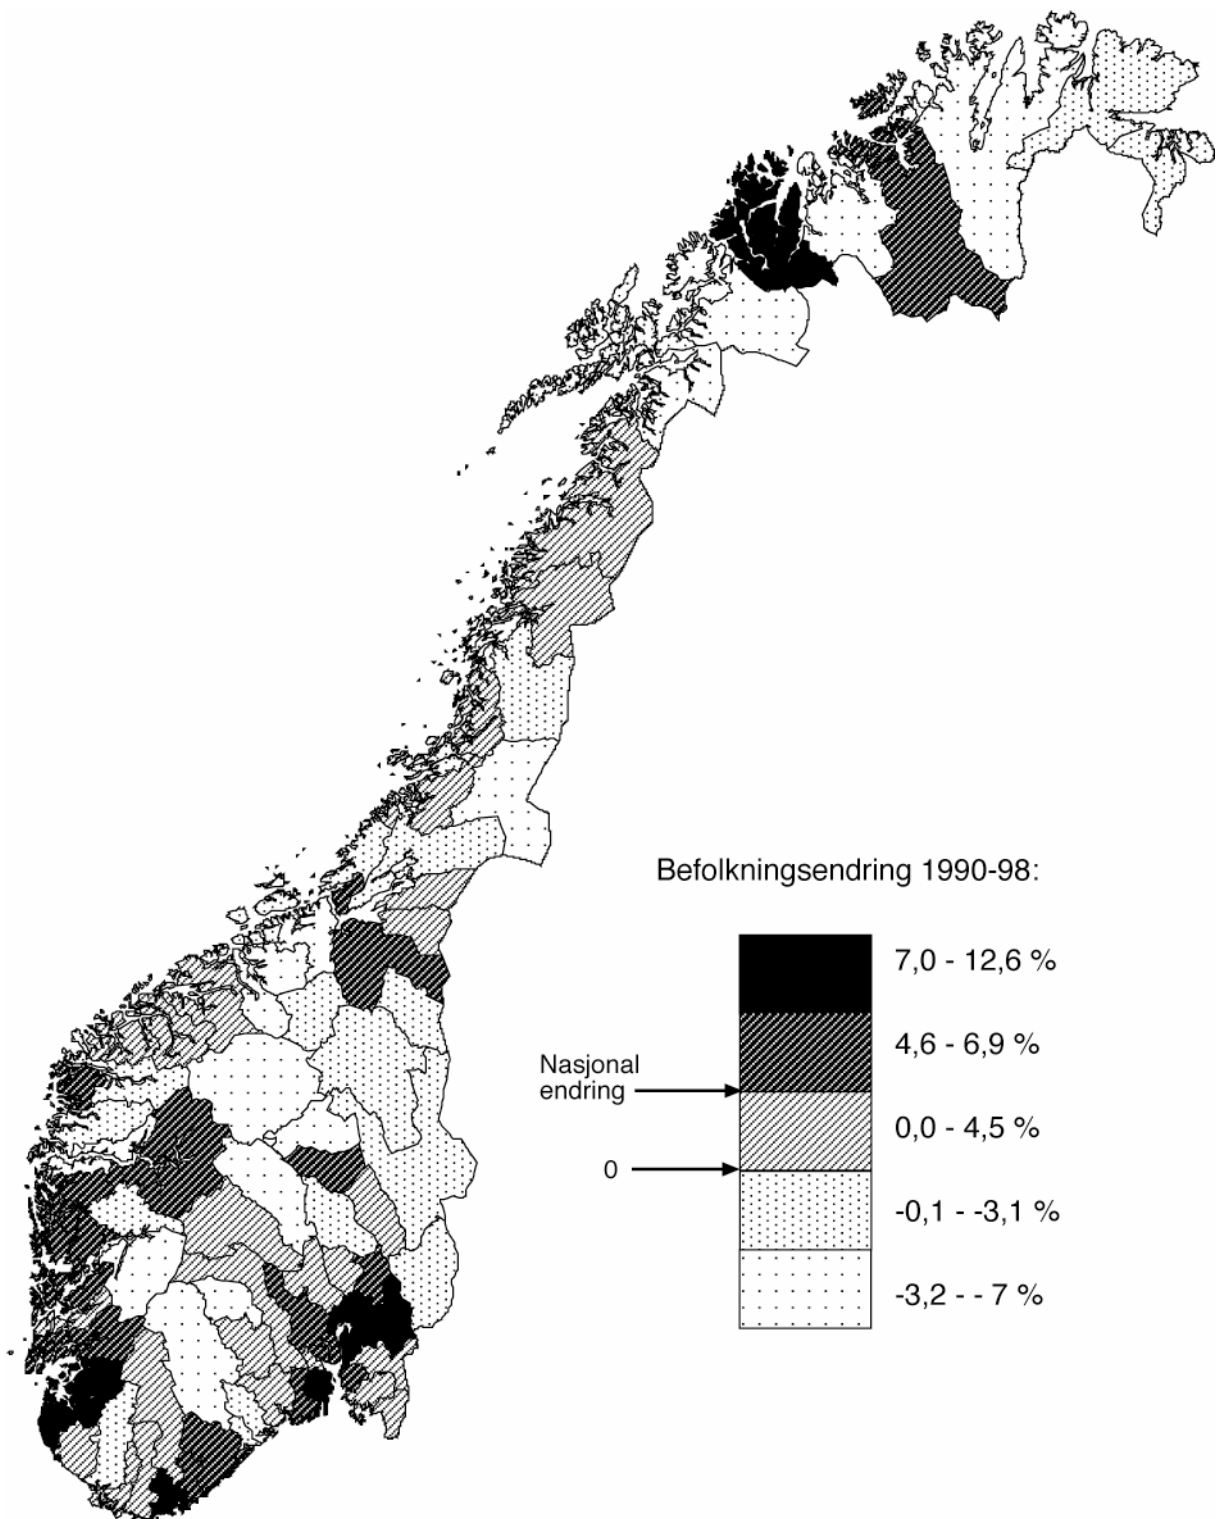 Befolkningsendring 1990-98:
7,0 - 12,6 %
4,6 - 6,9 %
Nasjonal
endring
0,0 - 4,5 %
0
-0,1 - -3,1 %
-3,2 - - 7 %